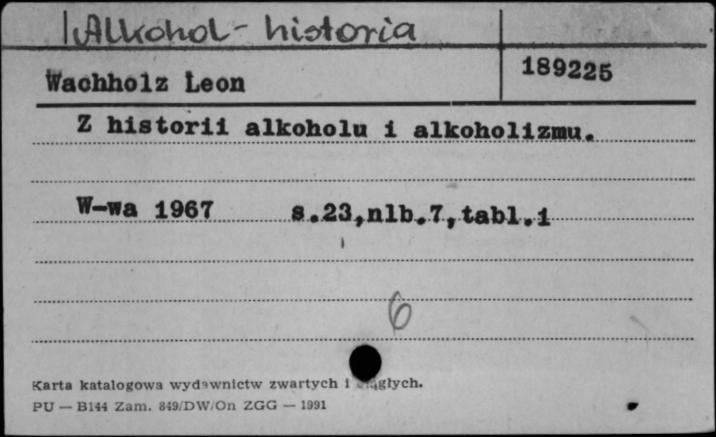 Alkohol - historia
Wachholz Leon 189225
Z historii alkoholu i alkoholizmu.
W-wa 1967 s.23,nlb.7,tabl.1
6
Karta katalogowa wydawnictw zwartych i ciągłych.
PU — B144 Zam. 849/DW/On ZGG — 1991